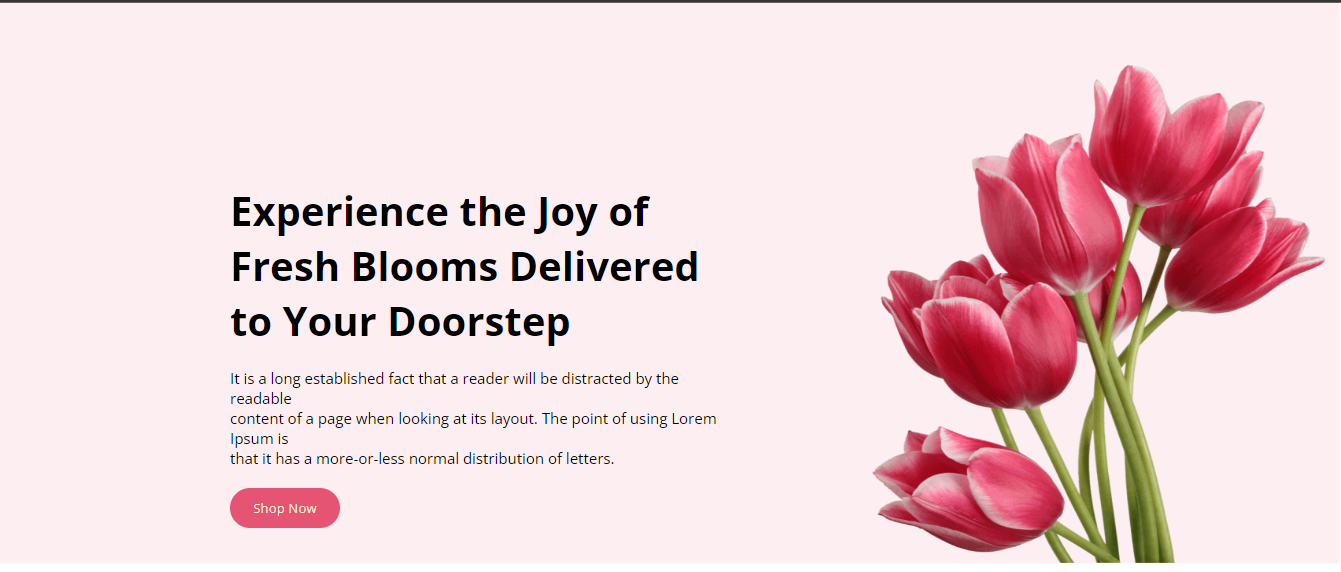 Experience the Joy of
Fresh Blooms Delivered
to Your Doorstep
It is a long established fact that a reader will be distracted by the
readable
content of a page when looking at its layout. The point of using Lorem
Ipsum is
that it has a more-or-less normal distribution of letters.
Shop Now